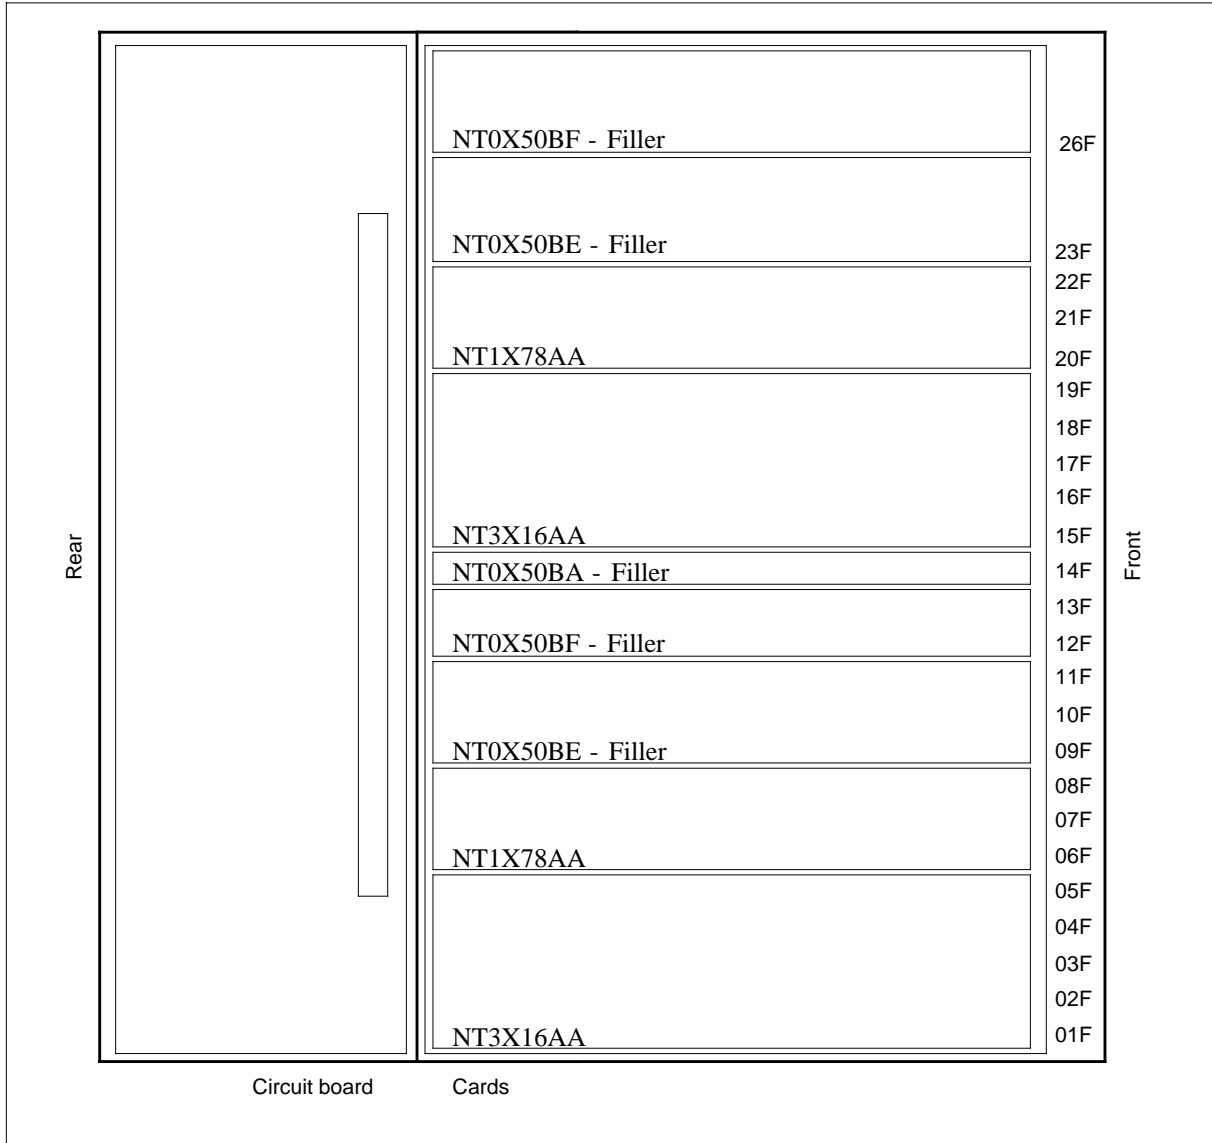 NT0X50BF - Filler 26F
NT0X50BE - Filler 23F
22F
21F
NT1X78AA 20F
19F
18F
17F
16F
NT3X16AA 15F
Rear
Front
NT0X50BA - Filler 14F
13F
NT0X50BF - Filler 12F
11F
10F
NT0X50BE - Filler 09F
08F
07F
NT1X78AA 06F
05F
04F
03F
02F
NT3X16AA 01F
Circuit board Cards